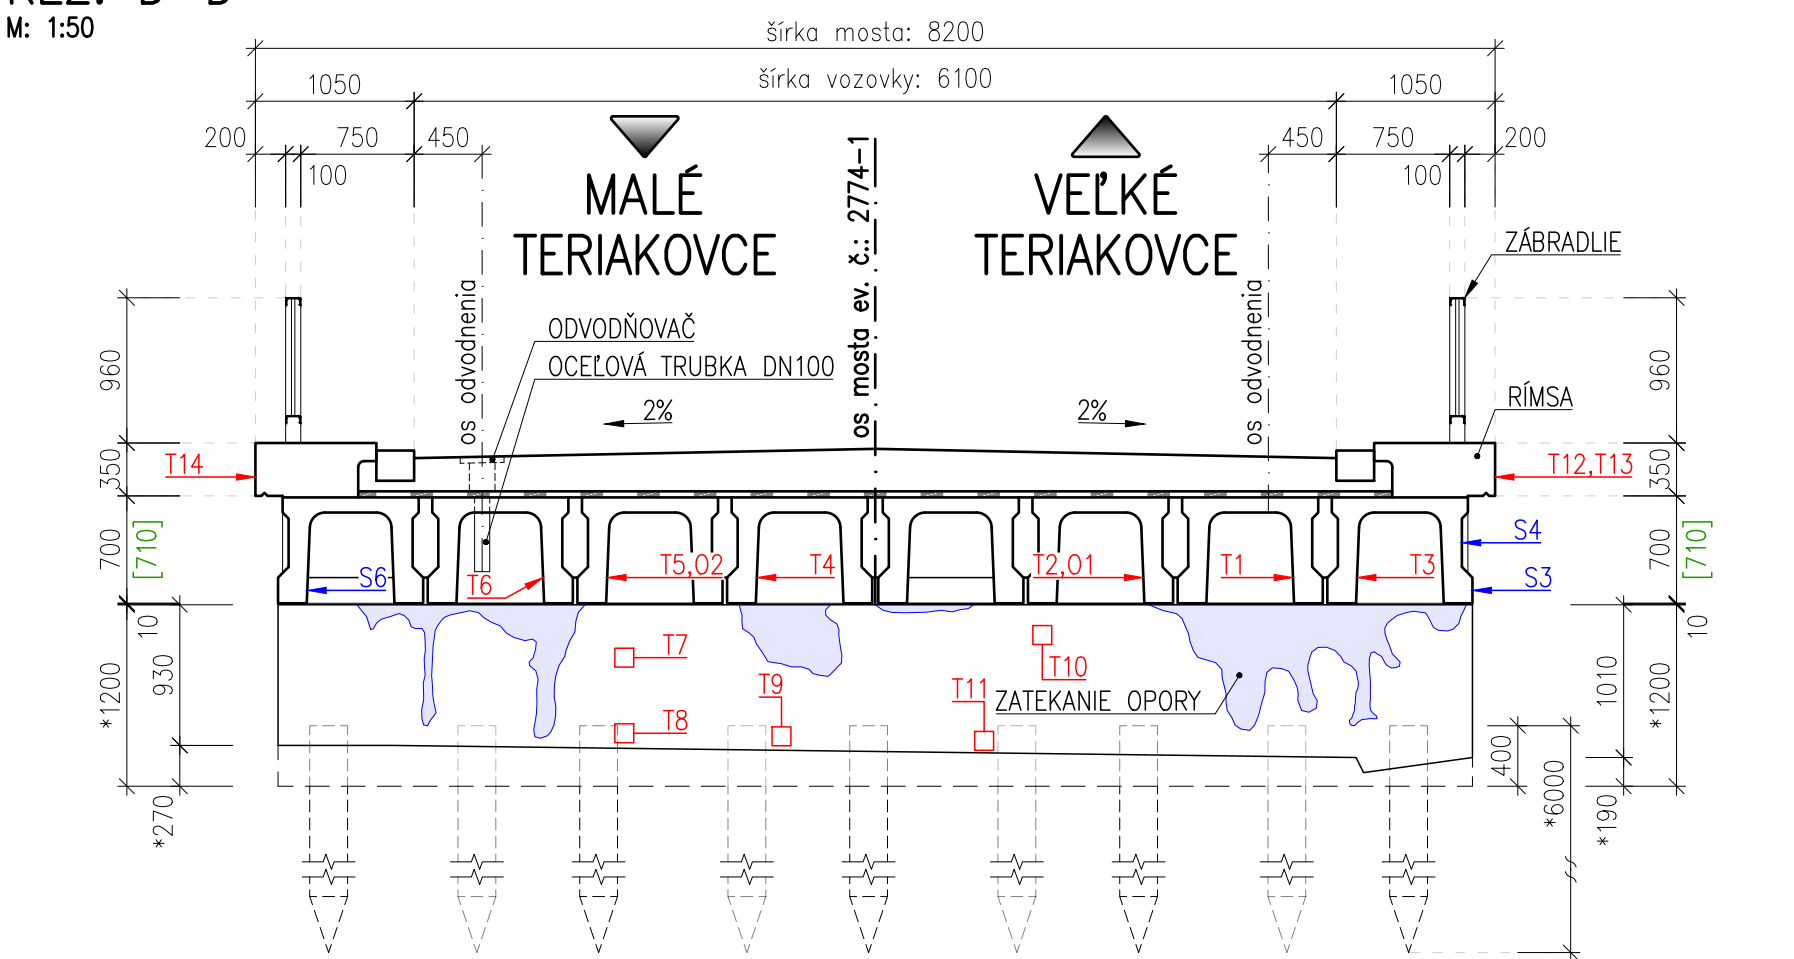 M: 1:50
šírka mosta: 8200
šírka vozovky: 6100
1050
1050
200
750
450
450
750
200
100
100
MALÉ
TERIAKOVCE
VEĽKÉ
TERIAKOVCE
os mosta ev. č.: 2774-1
os odvodnenia
os odvodnenia
ZÁBRADLIE
ODVODŇOVAČ
OCEĽOVÁ TRUBKA DN100
2%
2%
RÍMSA
960
960
T14
T12,T13
350
350
700
[710]
700
[710]
S4
S6
T6
T5,02
T4
T2,01
T1
T3
S3
10
10
T7
T10
T9
T11
T8
ZATEKANIE OPORY
*1200
930
*270
1010
*1200
400
*6000
*190